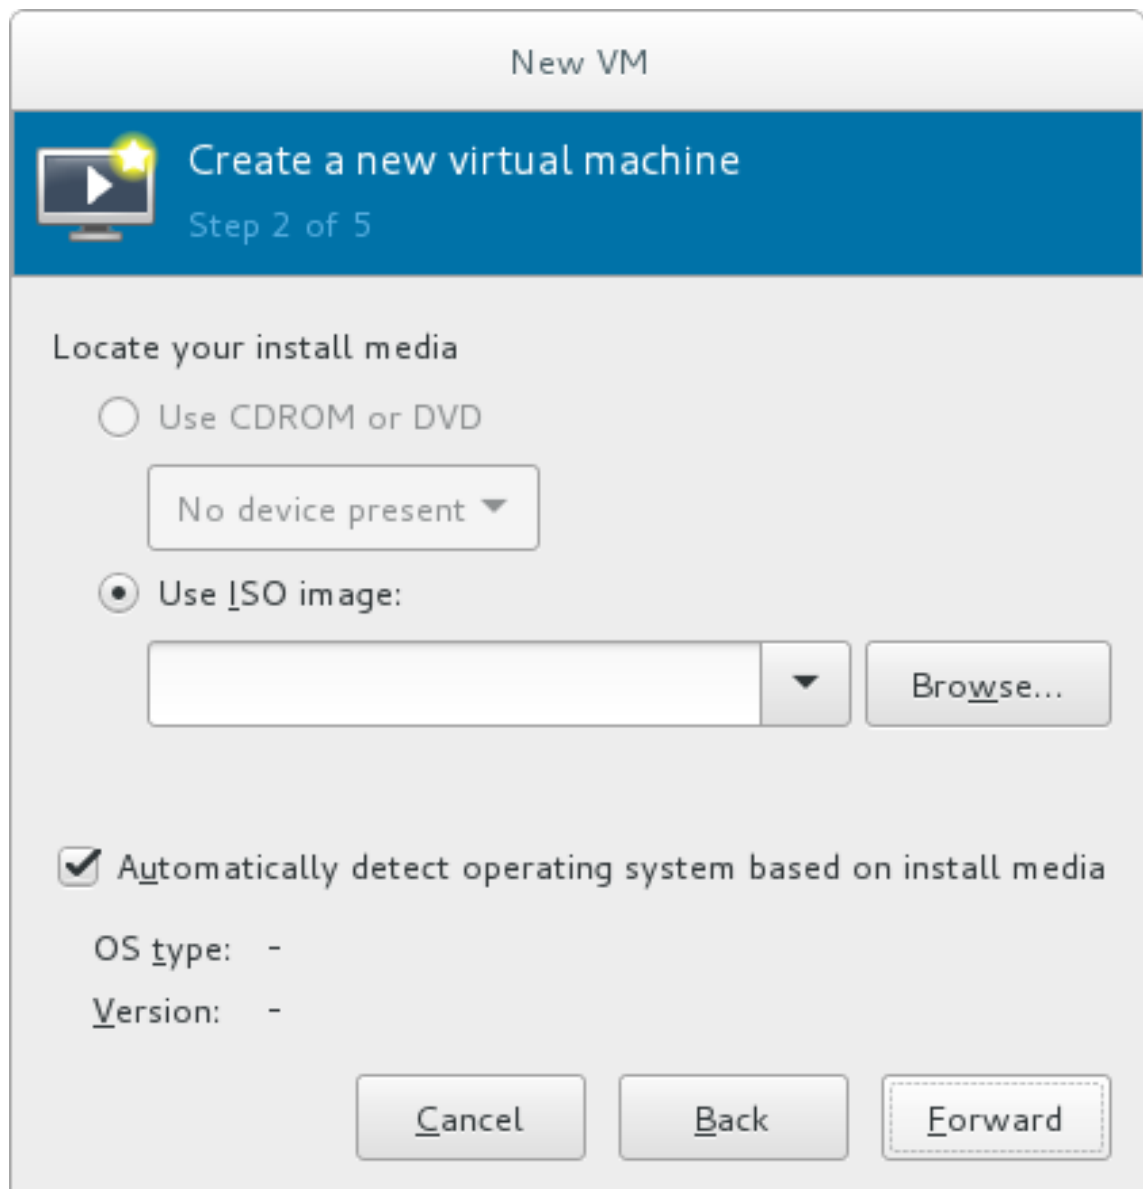 New VM
Create a new virtual machine
Step 2 of 5
Locate your install media
Use CDROM or DVD
No device present
Use ISO image:
Browse...
Automatically detect operating system based on install media
OS type: -
Version: -
Cancel Back Forward